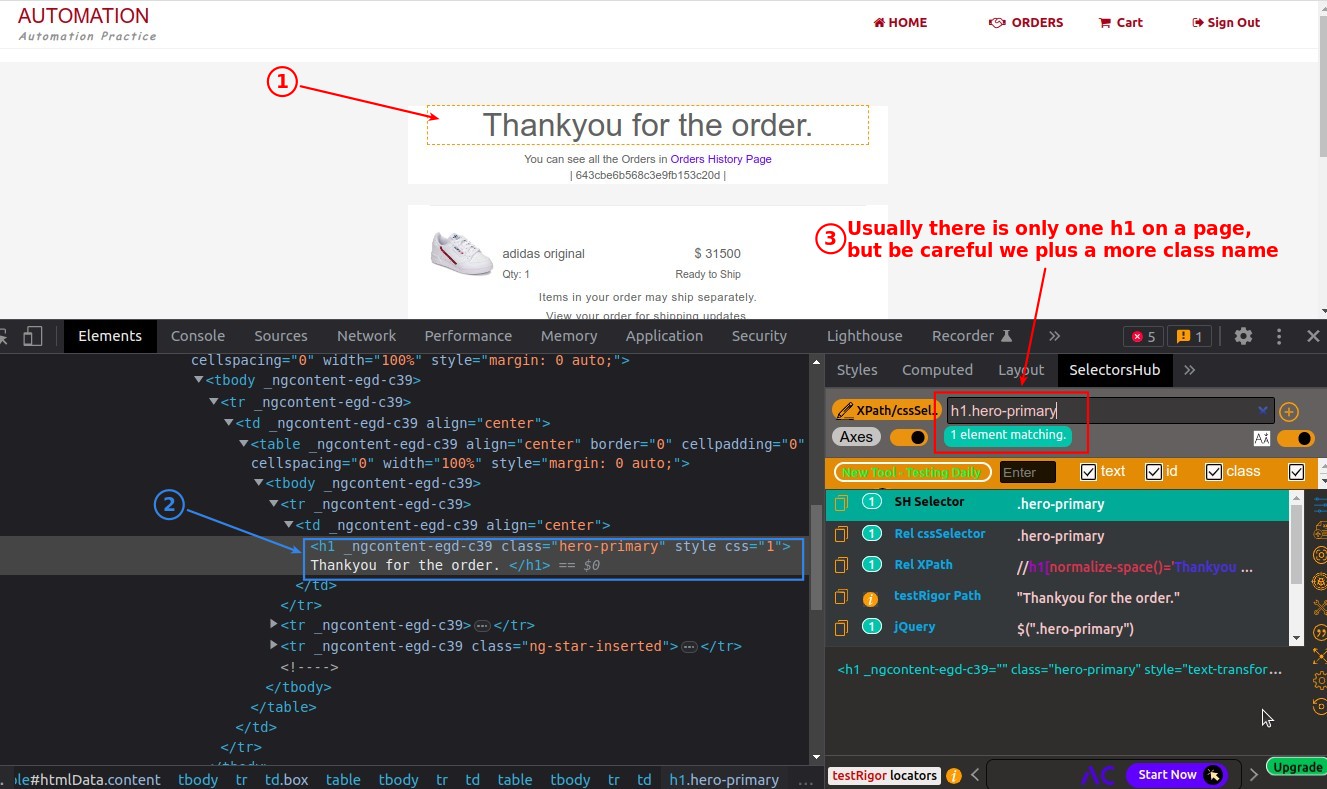 AUTOMATION
Automation Practice
HOME
ORDERS
Cart
Sign Out
1
Thankyou for the order.
You can see all the Orders in Orders History Page
| 643cbe6b568c3e9fb153c20d |
3
Usually there is only one h1 on a page,
but be careful we plus a more class name
adidas original
$ 31500
Qty: 1
Ready to Ship
Items in your order may ship separately.
View your order for shipping updates
Elements Console Sources Network Performance Memory Application Security Lighthouse Recorder » 5 1
cellspacing="0" width="100%" style="margin: 0 auto;">
<tbody _ngcontent-egd-c39>
<tr _ngcontent-egd-c39>
<td _ngcontent-egd-c39 align="center">
<table _ngcontent-egd-c39 align="center" border="0" cellpadding="0"
cellspacing="0" width="100%" style="margin: 0 auto;">
<tbody _ngcontent-egd-c39>
2
<tr _ngcontent-egd-c39>
<td _ngcontent-egd-c39 align="center">
<h1 _ngcontent-egd-c39 class="hero-primary" style css="1">
Thankyou for the order. </h1> == $0
</td>
</tr>
<tr _ngcontent-egd-c39>…</tr>
<tr _ngcontent-egd-c39 class="ng-star-inserted">…</tr>
<!---->
</tbody>
</table>
</td>
</tr>
</tbody>
Styles Computed Layout SelectorsHub »
XPath/cssSel..
h1.hero-primary
Axes
1 element matching.
New Tool - Testing Daily
Enter
text
id
class
1 SH Selector .hero-primary
1 Rel cssSelector .hero-primary
1 Rel XPath //h1[normalize-space()='Thankyou ...
testRigor Path "Thankyou for the order."
1 jQuery $(".hero-primary")
<h1 _ngcontent-egd-c39="" class="hero-primary" style="text-transfor...
ole#htmlData.content tbody tr td.box table tbody tr td table tbody tr td h1.hero-primary ...
testRigor locators
Start Now
Upgrade